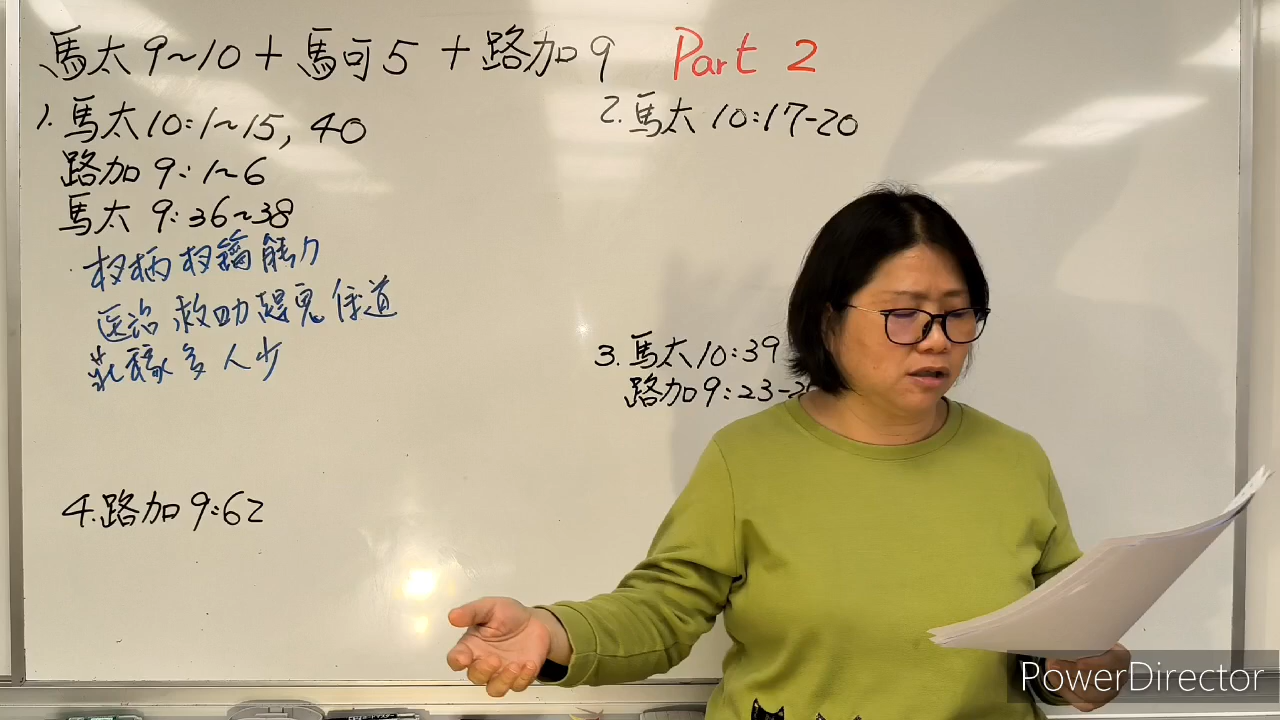 馬太9~10+馬可5+路加9 Part 2
1. 馬太10:1~15, 40
路加 9:1~6
馬太 9:36~38
权柄 权籥 能力
医治 救助 趕鬼 传道
莊稼多 人少
2. 馬太 10:17-20
3. 馬太10:39
路加9:23-2
4. 路加9:62
PowerDirector